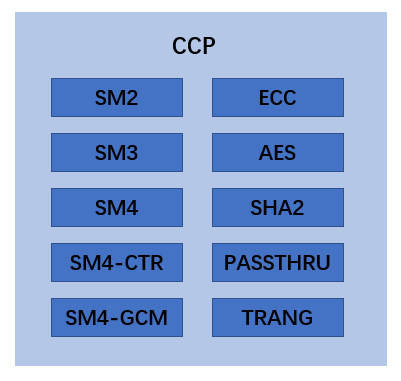 CCP
SM2 ECC
SM3 AES
SM4 SHA2
SM4-CTR PASSTHRU
SM4-GCM TRANG